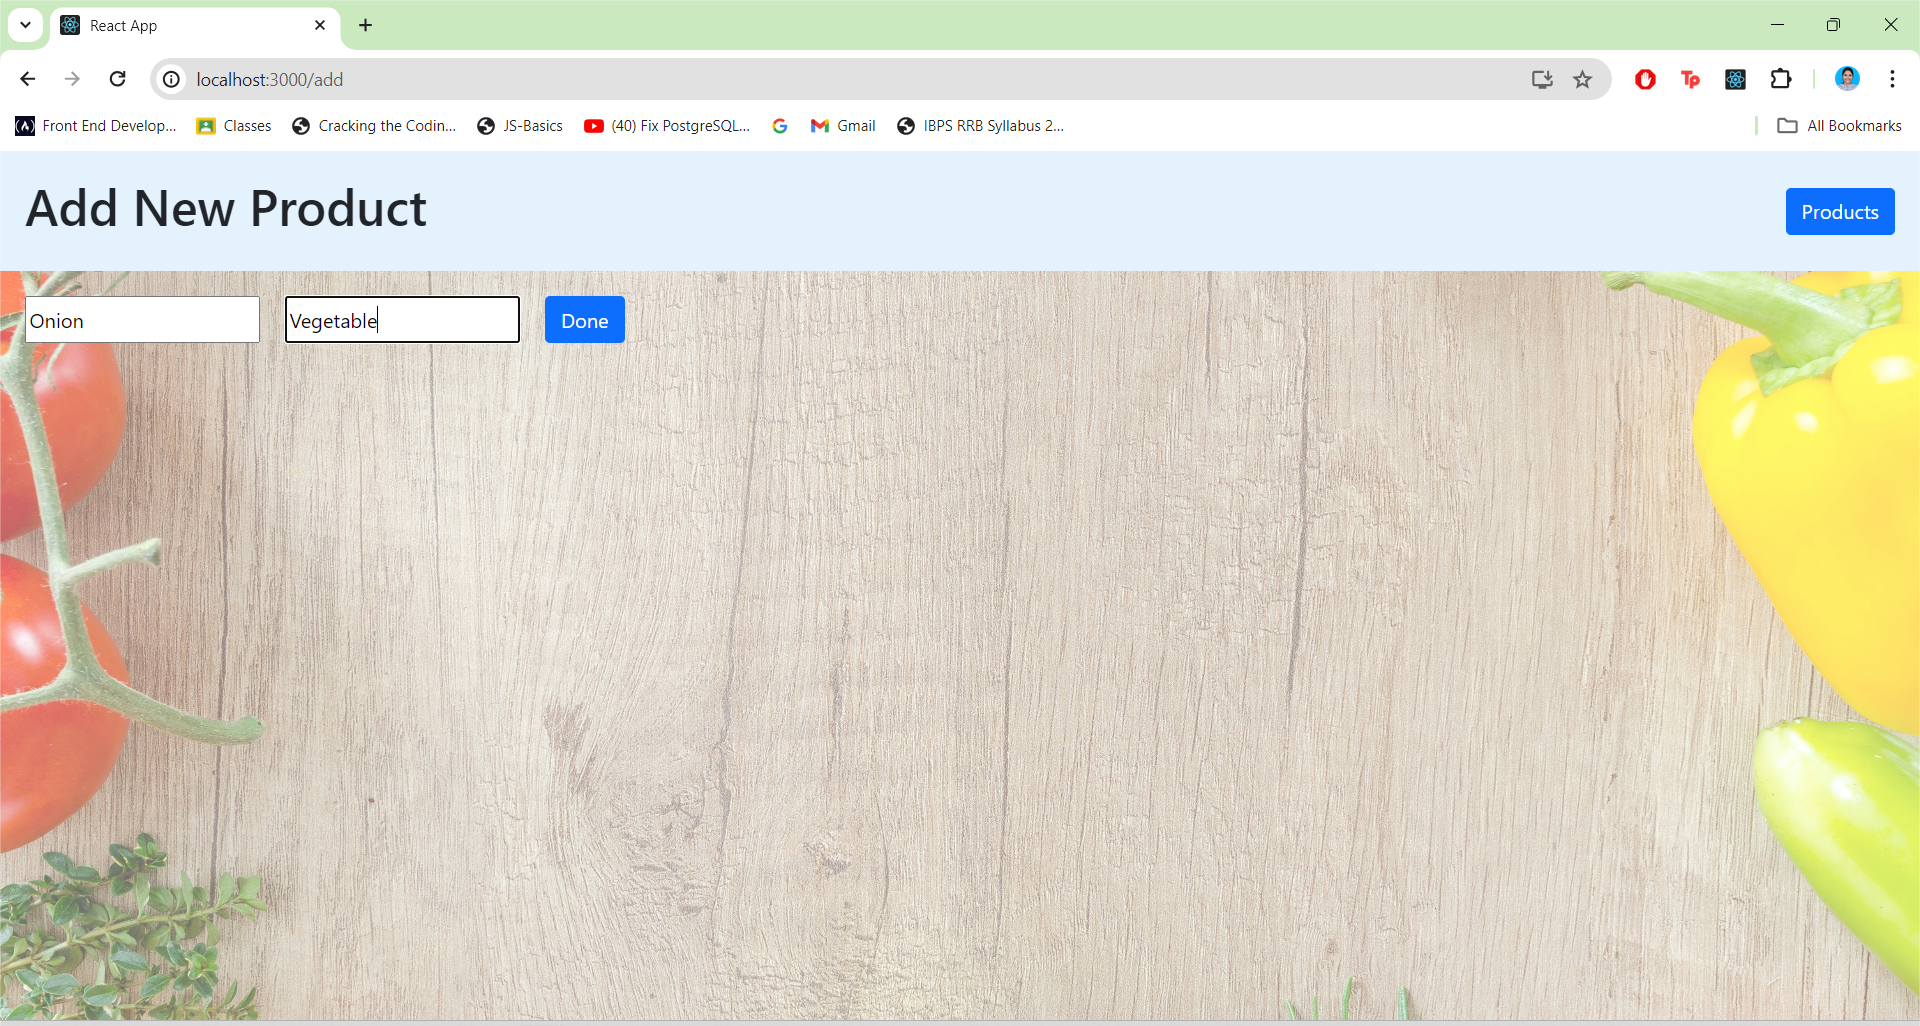 React App
localhost:3000/add
Front End Develop... Classes Cracking the Codin... JS-Basics (40) Fix PostgreSQL... Gmail IBPS RRB Syllabus 2... All Bookmarks
Add New Product
Products
Onion Vegetable Done